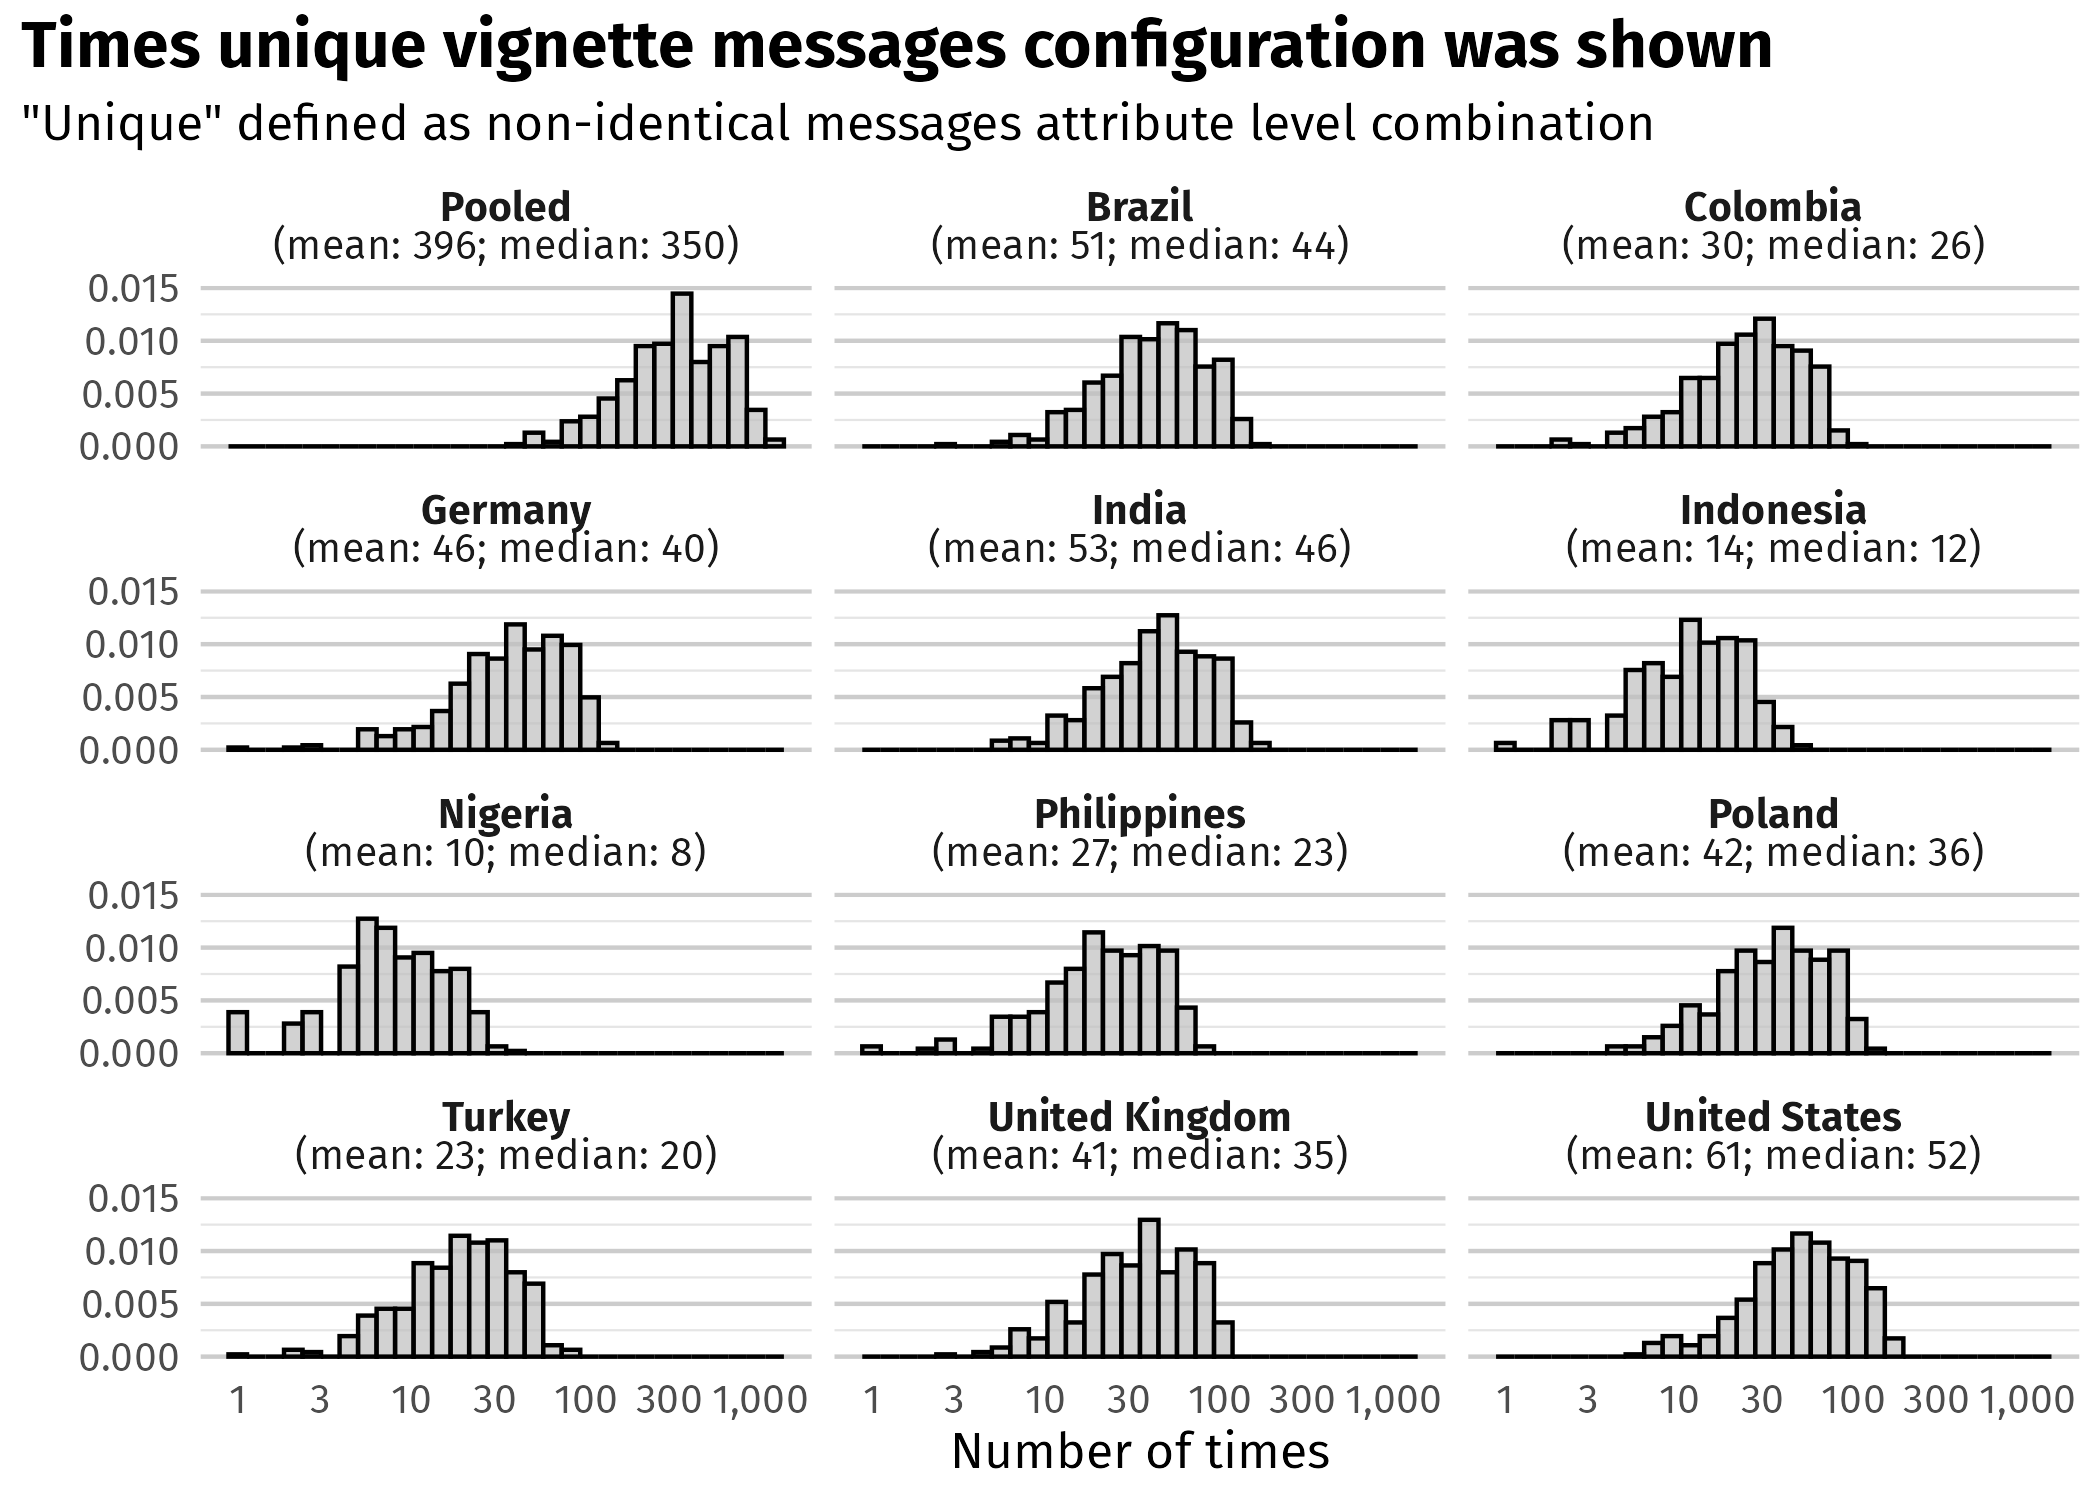 Times unique vignette messages configuration was shown
"Unique" defined as non-identical messages attribute level combination
Pooled
(mean: 396; median: 350)
Brazil
(mean: 51; median: 44)
Colombia
(mean: 30; median: 26)
0.015
0.010
0.005
0.000
Germany
(mean: 46; median: 40)
India
(mean: 53; median: 46)
Indonesia
(mean: 14; median: 12)
0.015
0.010
0.005
0.000
Nigeria
(mean: 10; median: 8)
Philippines
(mean: 27; median: 23)
Poland
(mean: 42; median: 36)
0.015
0.010
0.005
0.000
Turkey
(mean: 23; median: 20)
United Kingdom
(mean: 41; median: 35)
United States
(mean: 61; median: 52)
0.015
0.010
0.005
0.000
1 3 10 30 100 300 1,000
1 3 10 30 100 300 1,000
1 3 10 30 100 300 1,000
Number of times